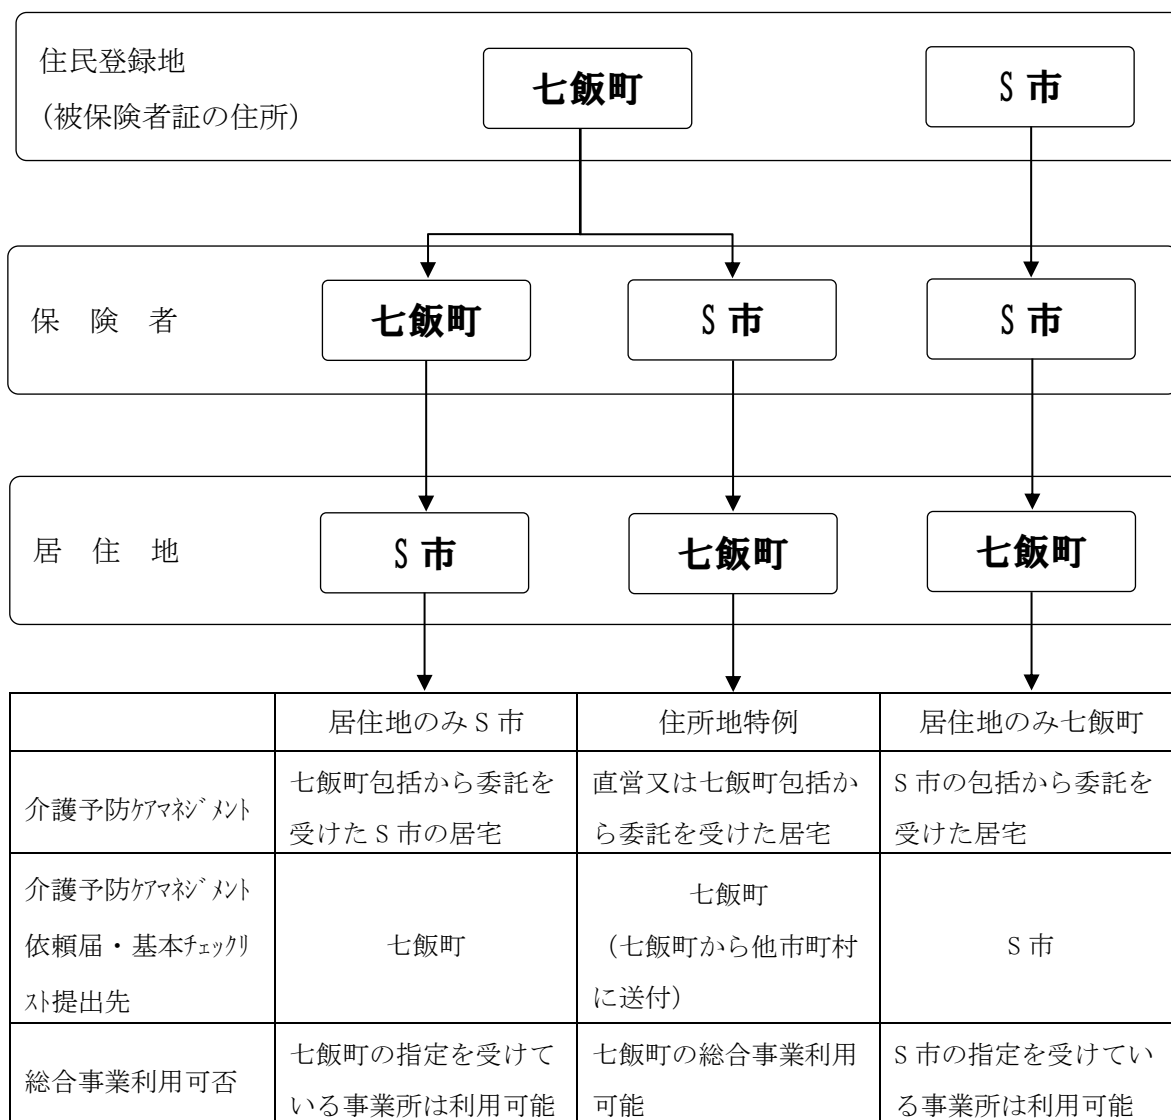 住民登録地
(被保険者証の住所)
七飯町
S 市
保 険 者
七飯町
S 市
S 市
居 住 地
S 市
七飯町
七飯町
居住地のみ S 市
住所地特例
居住地のみ七飯町
介護予防ｹｱﾏﾈｼﾞﾒﾝﾄ
七飯町包括から委託を
受けた S 市の居宅
直営又は七飯町包括か
ら委託を受けた居宅
S 市の包括から委託を
受けた居宅
介護予防ｹｱﾏﾈｼﾞﾒﾝﾄ
依頼届・基本ﾁｪｯｸﾘ
ｽﾄ提出先
七飯町
七飯町
（七飯町から他市町村
に送付）
S 市
総合事業利用可否
七飯町の指定を受けて
いる事業所は利用可能
七飯町の総合事業利用
可能
S 市の指定を受けてい
る事業所は利用可能